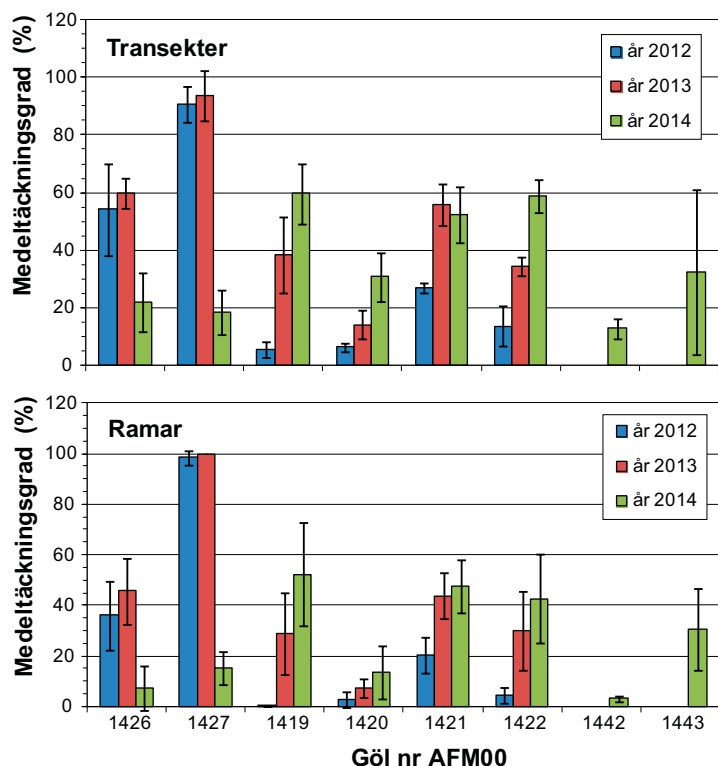 Transekter
Medeltäckningsgrad (%)
120
100
80
60
40
20
0
år 2012
år 2013
år 2014
Ramar
Medeltäckningsgrad (%)
120
100
80
60
40
20
0
år 2012
år 2013
år 2014
1426 1427 1419 1420 1421 1422 1442 1443
Göl nr AFM00